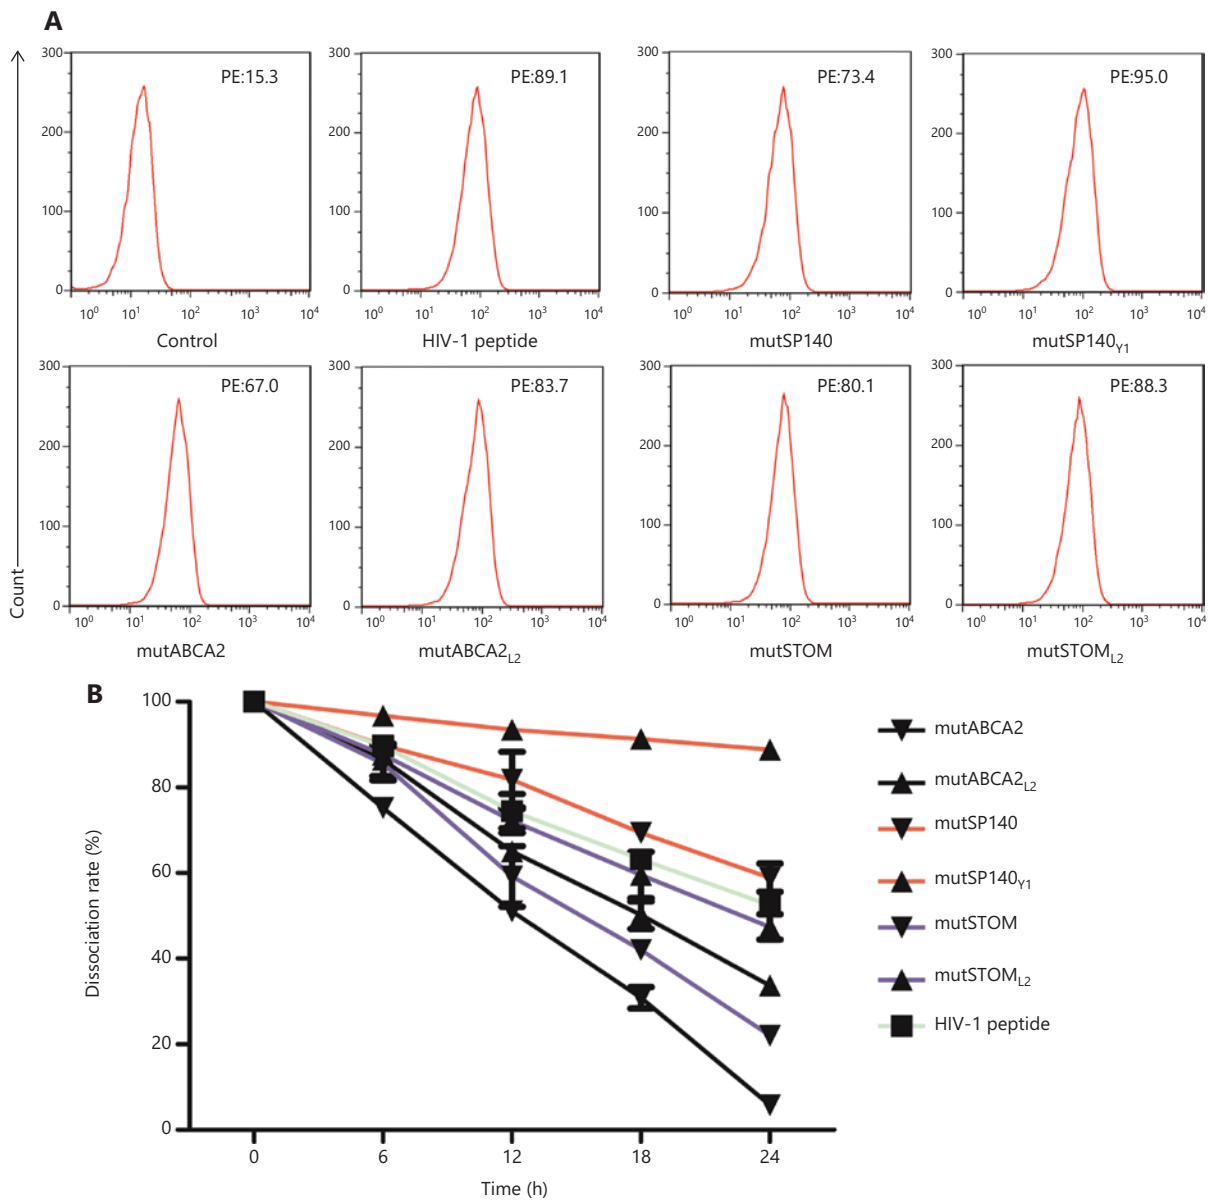 A
Count
300
200
100
0
PE:15.3
10⁰ 10¹ 10² 10³ 10⁴
Control
300
200
100
0
PE:89.1
10⁰ 10¹ 10² 10³ 10⁴
HIV-1 peptide
300
200
100
0
PE:73.4
10⁰ 10¹ 10² 10³ 10⁴
mutSP140
300
200
100
0
PE:95.0
10⁰ 10¹ 10² 10³ 10⁴
mutSP140Y1
300
200
100
0
PE:67.0
10⁰ 10¹ 10² 10³ 10⁴
mutABCA2
300
200
100
0
PE:83.7
10⁰ 10¹ 10² 10³ 10⁴
mutABCA2L2
300
200
100
0
PE:80.1
10⁰ 10¹ 10² 10³ 10⁴
mutSTOM
300
200
100
0
PE:88.3
10⁰ 10¹ 10² 10³ 10⁴
mutSTOML2
B
Dissociation rate (%)
100
80
60
40
20
0
0 6 12 18 24
Time (h)
mutABCA2
mutABCA2L2
mutSP140
mutSP140Y1
mutSTOM
mutSTOML2
HIV-1 peptide